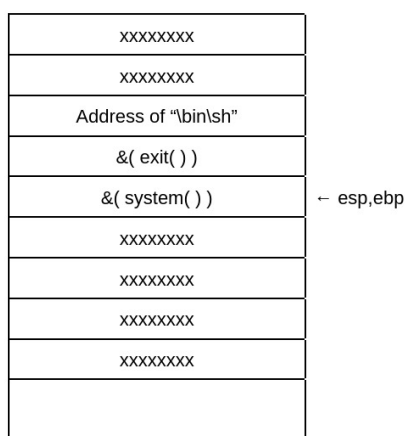 xxxxxxxx
xxxxxxxx
Address of “\bin\sh”
&( exit( ) )
&( system( ) ) ← esp,ebp
xxxxxxxx
xxxxxxxx
xxxxxxxx
xxxxxxxx